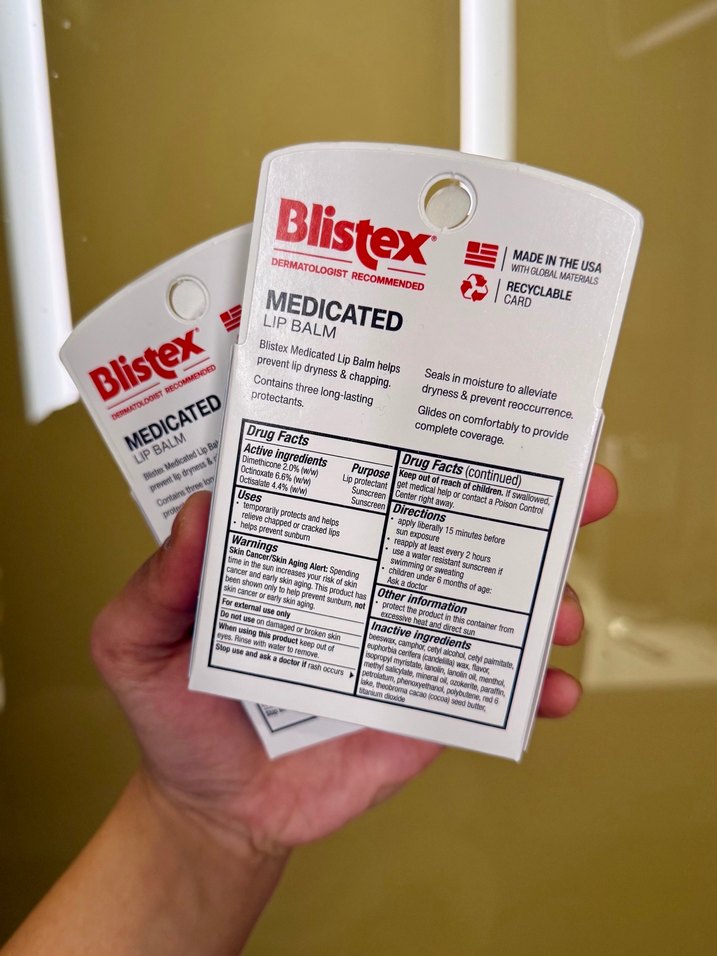 Blistex®
DERMATOLOGIST RECOMMENDED
MADE IN THE USA
WITH GLOBAL MATERIALS
RECYCLABLE
CARD
MEDICATED
LIP BALM
Blistex Medicated Lip Balm helps
prevent lip dryness & chapping.
Contains three long-lasting
protectants.
Seals in moisture to alleviate
dryness & prevent reoccurrence.
Glides on comfortably to provide
complete coverage.
Drug Facts
Active ingredients Purpose
Dimethicone 2.0% (w/w) Lip protectant
Octinoxate 6.6% (w/w) Sunscreen
Octisalate 4.4% (w/w) Sunscreen
Uses
• temporarily protects and helps
relieve chapped or cracked lips
• helps prevent sunburn
Warnings
Skin Cancer/Skin Aging Alert: Spending
time in the sun increases your risk of skin
cancer and early skin aging. This product has
been shown only to help prevent sunburn, not
skin cancer or early skin aging.
For external use only
Do not use on damaged or broken skin
When using this product keep out of
eyes. Rinse with water to remove.
Stop use and ask a doctor if rash occurs
Drug Facts (continued)
Keep out of reach of children. If swallowed,
get medical help or contact a Poison Control
Center right away.
Directions
• apply liberally 15 minutes before
sun exposure
• reapply at least every 2 hours
• use a water resistant sunscreen if
swimming or sweating
• children under 6 months of age:
Ask a doctor
Other information
• protect the product in this container from
excessive heat and direct sun
Inactive ingredients
beeswax, camphor, cetyl alcohol, cetyl palmitate,
euphorbia cerifera (candelilla) wax, flavor,
isopropyl myristate, lanolin, lanolin oil, menthol,
methyl salicylate, mineral oil, ozokerite, paraffin,
petrolatum, phenoxyethanol, polybutene, red 6
lake, theobroma cacao (cocoa) seed butter,
titanium dioxide
Blistex®
DERMATOLOGIST RECOMMENDED
MEDICATED
LIP BALM
Blistex Medicated Lip
prevent lip dryness &
Contains three